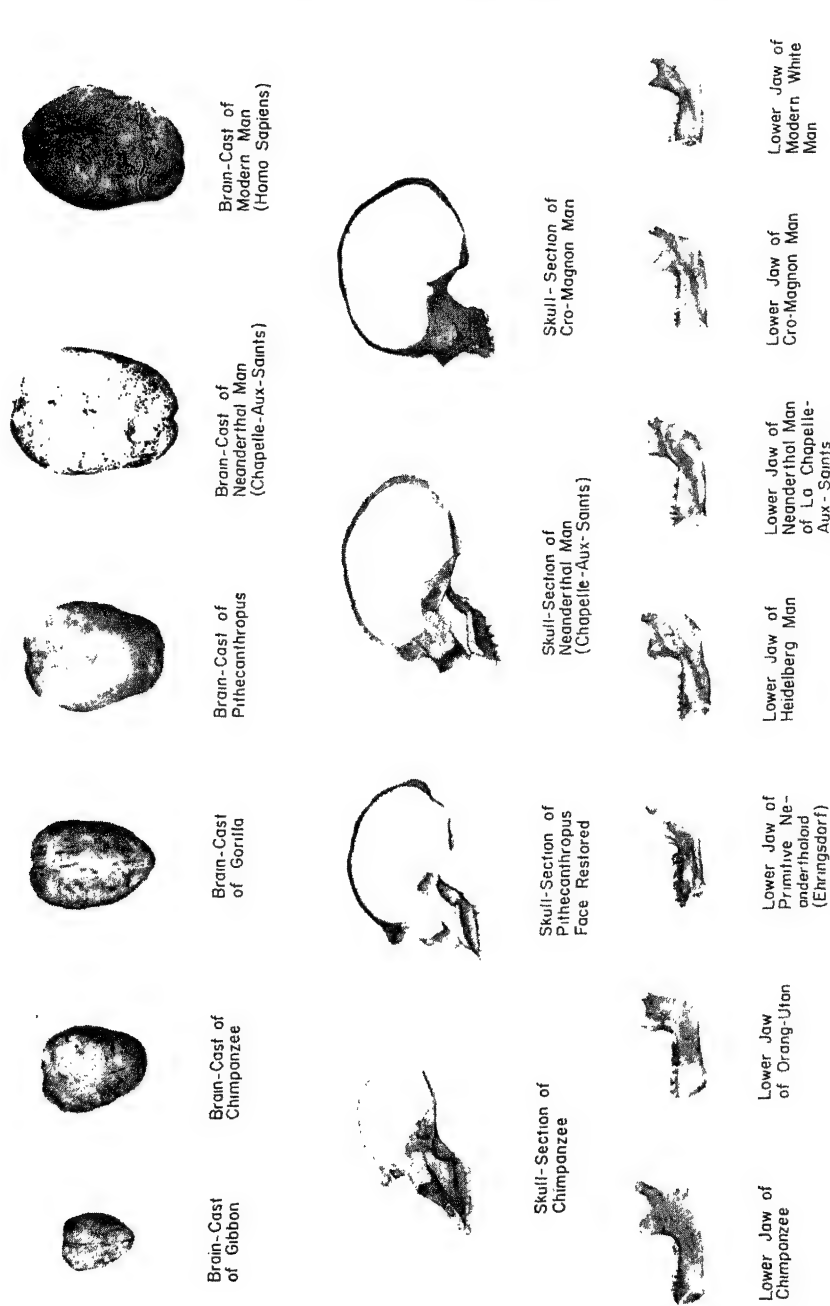 Brain-Cast
of Gibbon
Brain-Cast of
Chimpanzee
Brain-Cast
of Gorilla
Brain-Cast of
Pithecanthropus
Brain-Cast of
Neanderthal Man
(Chapelle-Aux-Saints)
Brain-Cast of
Modern Man
(Homo Sapiens)
Skull-Section of
Chimpanzee
Skull-Section of
Pithecanthropus
Face Restored
Skull-Section of
Neanderthal Man
(Chapelle-Aux-Saints)
Skull-Section of
Cro-Magnon Man
Lower Jaw of
Chimpanzee
Lower Jaw
of Orang-Utan
Lower Jaw of
Primitive Ne-
anderthaloid
(Ehringsdorf)
Lower Jaw of
Heidelberg Man
Lower Jaw of
Neanderthal Man
of La Chapelle-
Aux-Saints
Lower Jaw of
Cro-Magnon Man
Lower Jaw of
Modern White
Man